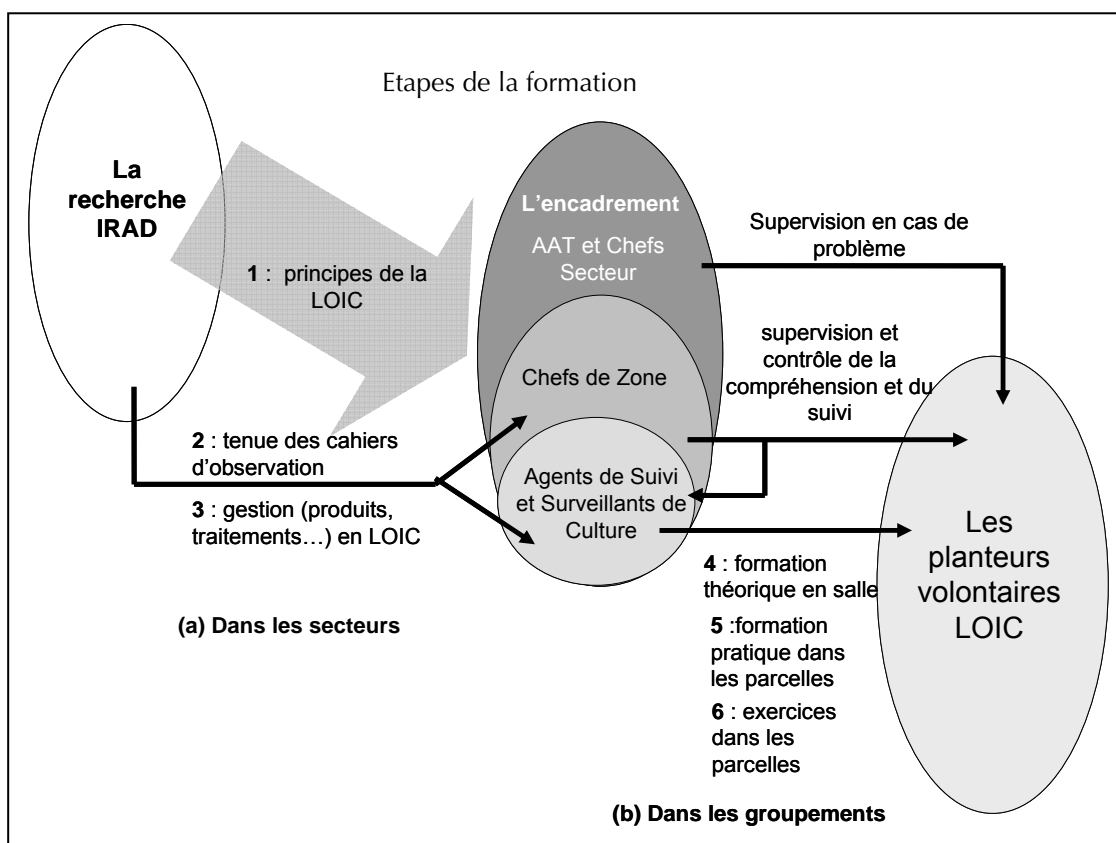 Etapes de la formation
La
recherche
IRAD
1 : principes de la
LOIC
2 : tenue des cahiers
d'observation
3 : gestion (produits,
traitements…) en LOIC
(a) Dans les secteurs
L'encadrement
AAT et Chefs
Secteur
Chefs de Zone
Agents de Suivi
et Surveillants de
Culture
Supervision en cas de
problème
supervision et
contrôle de la
compréhension et du
suivi
4 : formation
théorique en salle
5 :formation
pratique dans
les parcelles
6 : exercices
dans les
parcelles
(b) Dans les groupements
Les
planteurs
volontaires
LOIC